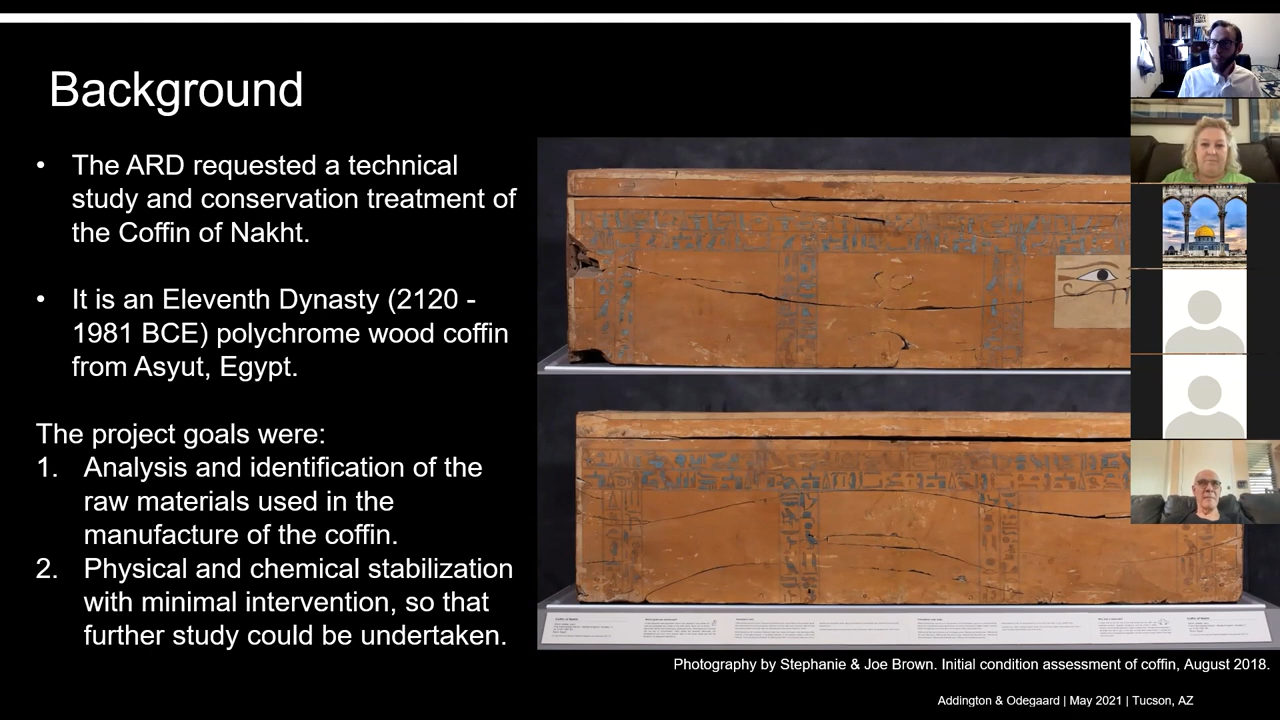 Background
• The ARD requested a technical
study and conservation treatment of
the Coffin of Nakht.
• It is an Eleventh Dynasty (2120 -
1981 BCE) polychrome wood coffin
from Asyut, Egypt.
The project goals were:
1. Analysis and identification of the
raw materials used in the
manufacture of the coffin.
2. Physical and chemical stabilization
with minimal intervention, so that
further study could be undertaken.
Photography by Stephanie & Joe Brown. Initial condition assessment of coffin, August 2018.
Addington & Odegaard | May 2021 | Tucson, AZ